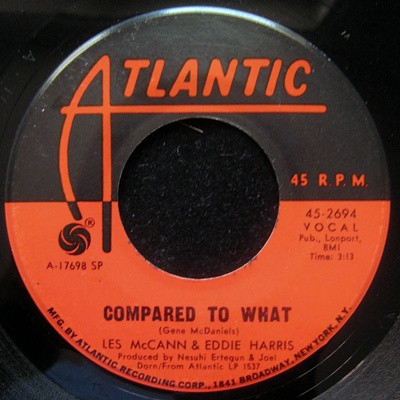 ATLANTIC
45 R.P.M.
45-2694
VOCAL
Pub., Lonport,
BMI
Time: 3:13
®
A-17698 SP
COMPARED TO WHAT
(Gene McDaniels)
LES McCANN & EDDIE HARRIS
Produced by Nesuhi Ertegun & Joel
Dorn/From Atlantic LP 1537
MFG. BY ATLANTIC RECORDING CORP., 1841 BROADWAY, NEW YORK, N.Y.